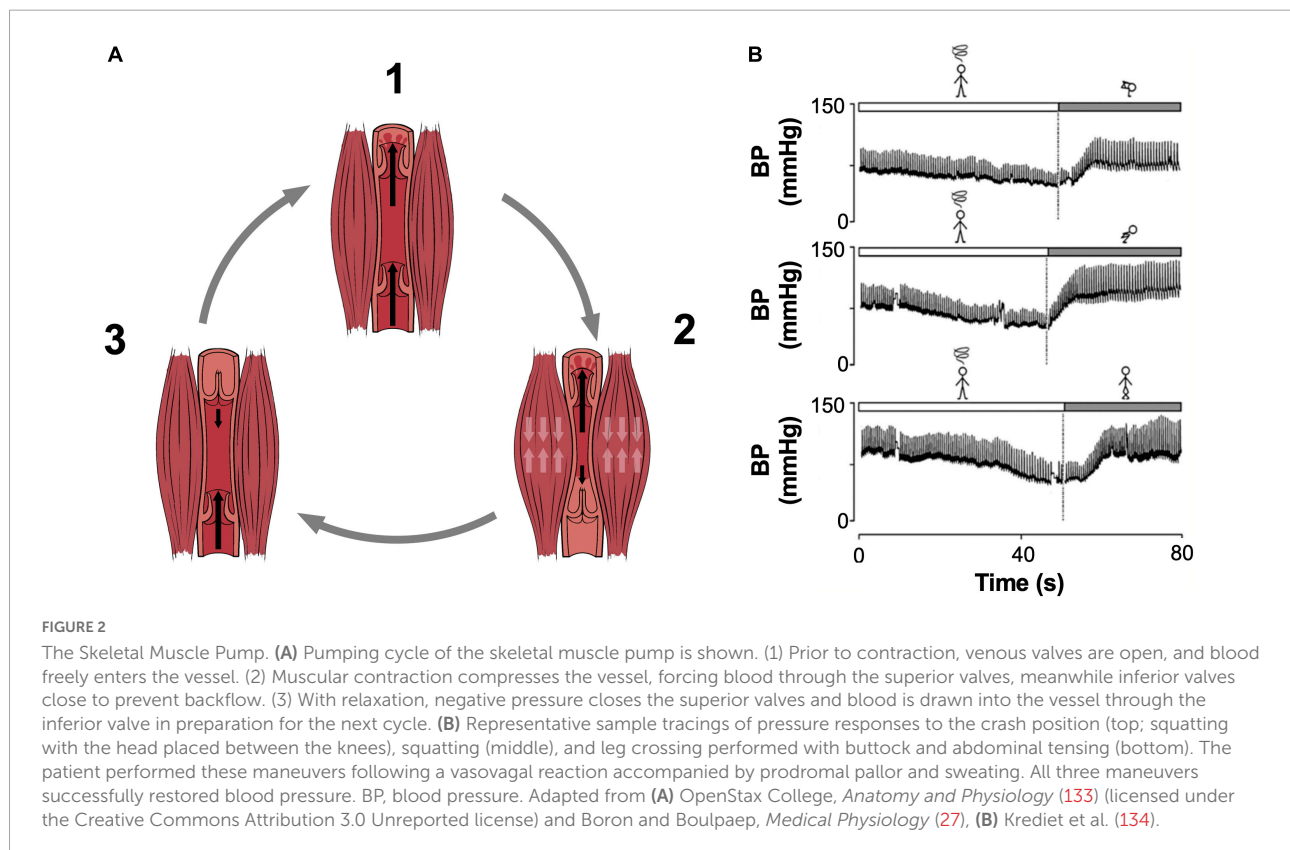 A
1
2
3
B
150
BP
(mmHg)
0
150
BP
(mmHg)
0
150
BP
(mmHg)
0
0
40
80
Time (s)
FIGURE 2
The Skeletal Muscle Pump. (A) Pumping cycle of the skeletal muscle pump is shown. (1) Prior to contraction, venous valves are open, and blood
freely enters the vessel. (2) Muscular contraction compresses the vessel, forcing blood through the superior valves, meanwhile inferior valves
close to prevent backflow. (3) With relaxation, negative pressure closes the superior valves and blood is drawn into the vessel through the
inferior valve in preparation for the next cycle. (B) Representative sample tracings of pressure responses to the crash position (top; squatting
with the head placed between the knees), squatting (middle), and leg crossing performed with buttock and abdominal tensing (bottom). The
patient performed these maneuvers following a vasovagal reaction accompanied by prodromal pallor and sweating. All three maneuvers
successfully restored blood pressure. BP, blood pressure. Adapted from (A) OpenStax College, Anatomy and Physiology (133) (licensed under
the Creative Commons Attribution 3.0 Unreported license) and Boron and Boulpaep, Medical Physiology (27), (B) Krediet et al. (134).